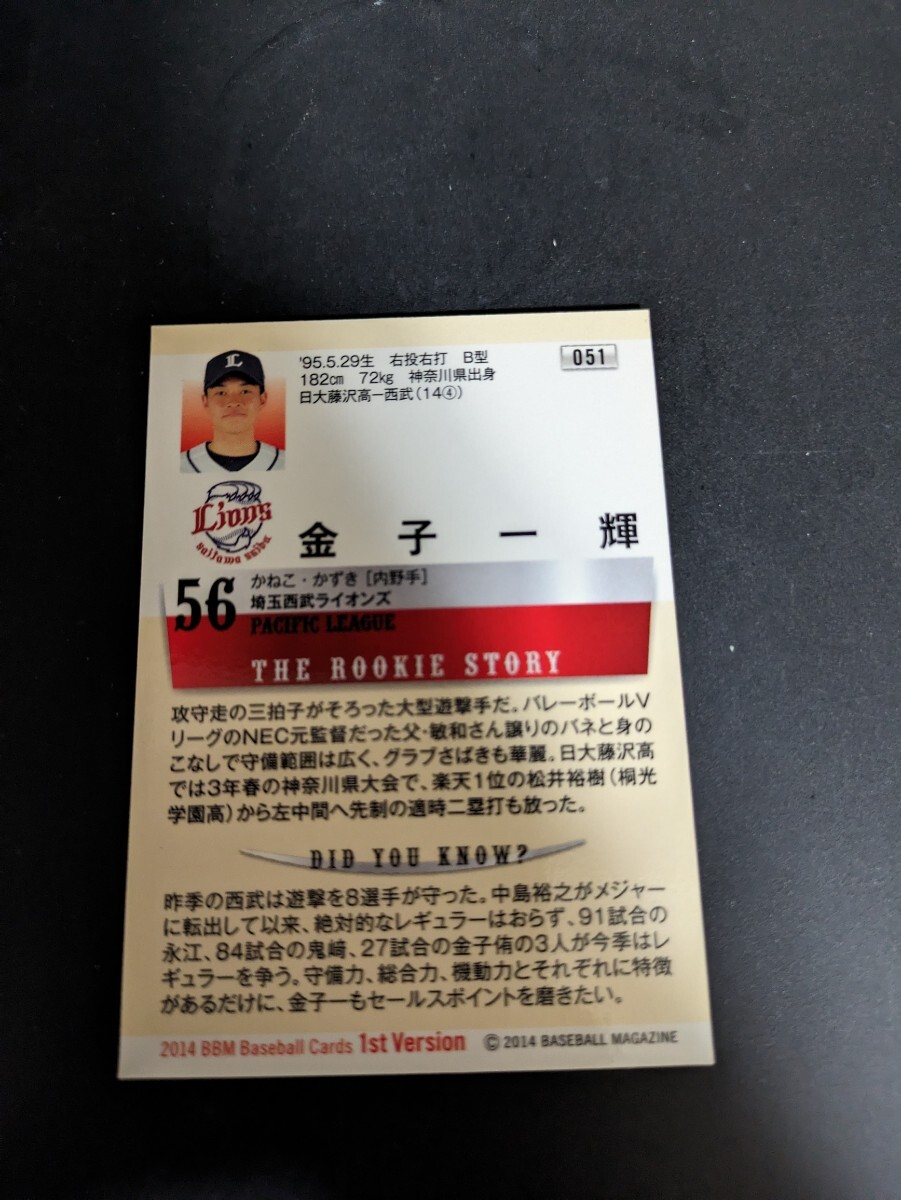 '95.5.29生 右投右打 B型
051
182cm 72kg 神奈川県出身
日大藤沢高ー西武(14④)
L
Lions
saitama seibu
金子一輝
56
かねこ・かずき[内野手]
埼玉西武ライオンズ
PACIFIC LEAGUE
THE ROOKIE STORY
攻守走の三拍子がそろった大型遊撃手だ。バレーボールV
リーグのNEC元監督だった父・敏和さん譲りのバネと身の
こなしで守備範囲は広く、グラブさばきも華麗。日大藤沢高
では3年春の神奈川県大会で、楽天1位の松井裕樹(桐光
学園高)から左中間へ先制の適時二塁打も放った。
DID YOU KNOW?
昨季の西武は遊撃を8選手が守った。中島裕之がメジャー
に転出して以来、絶対的なレギュラーはおらず、91試合の
永江、84試合の鬼﨑、27試合の金子侑の3人が今季はレ
ギュラーを争う。守備力、総合力、機動力とそれぞれに特徴
があるだけに、金子一もセールスポイントを磨きたい。
2014 BBM Baseball Cards 1st Version © 2014 BASEBALL MAGAZINE